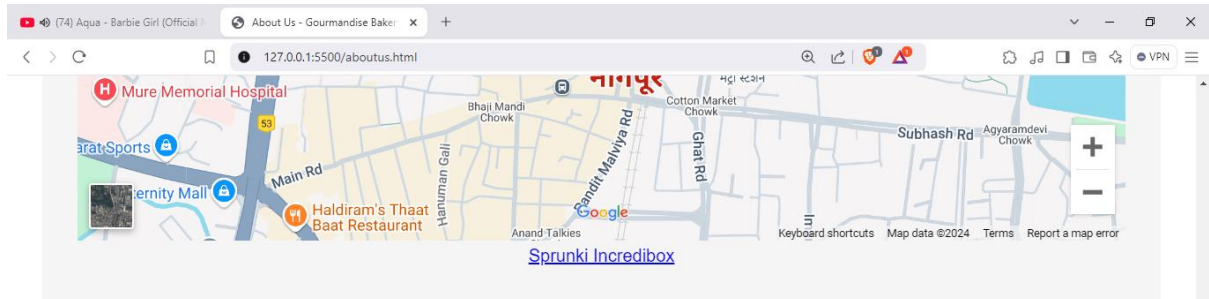 (74) Aqua - Barbie Girl (Official
About Us - Gourmandise Baker
127.0.0.1:5500/aboutus.html
VPN
Mure Memorial Hospital
नागपूर
मेट्रो स्टेशन
Bhaji Mandi
Chowk
Cotton Market
Chowk
53
Subhash Rd
Agyaramdevi
Chowk
arat Sports
Main Rd
Hanuman Gali
Pandit Malviya Rd
Ghat Rd
ternity Mall
Haldiram's Thaat
Baat Restaurant
Google
Anand Talkies
In
Keyboard shortcuts
Map data ©2024
Terms
Report a map error
Sprunki Incredibox